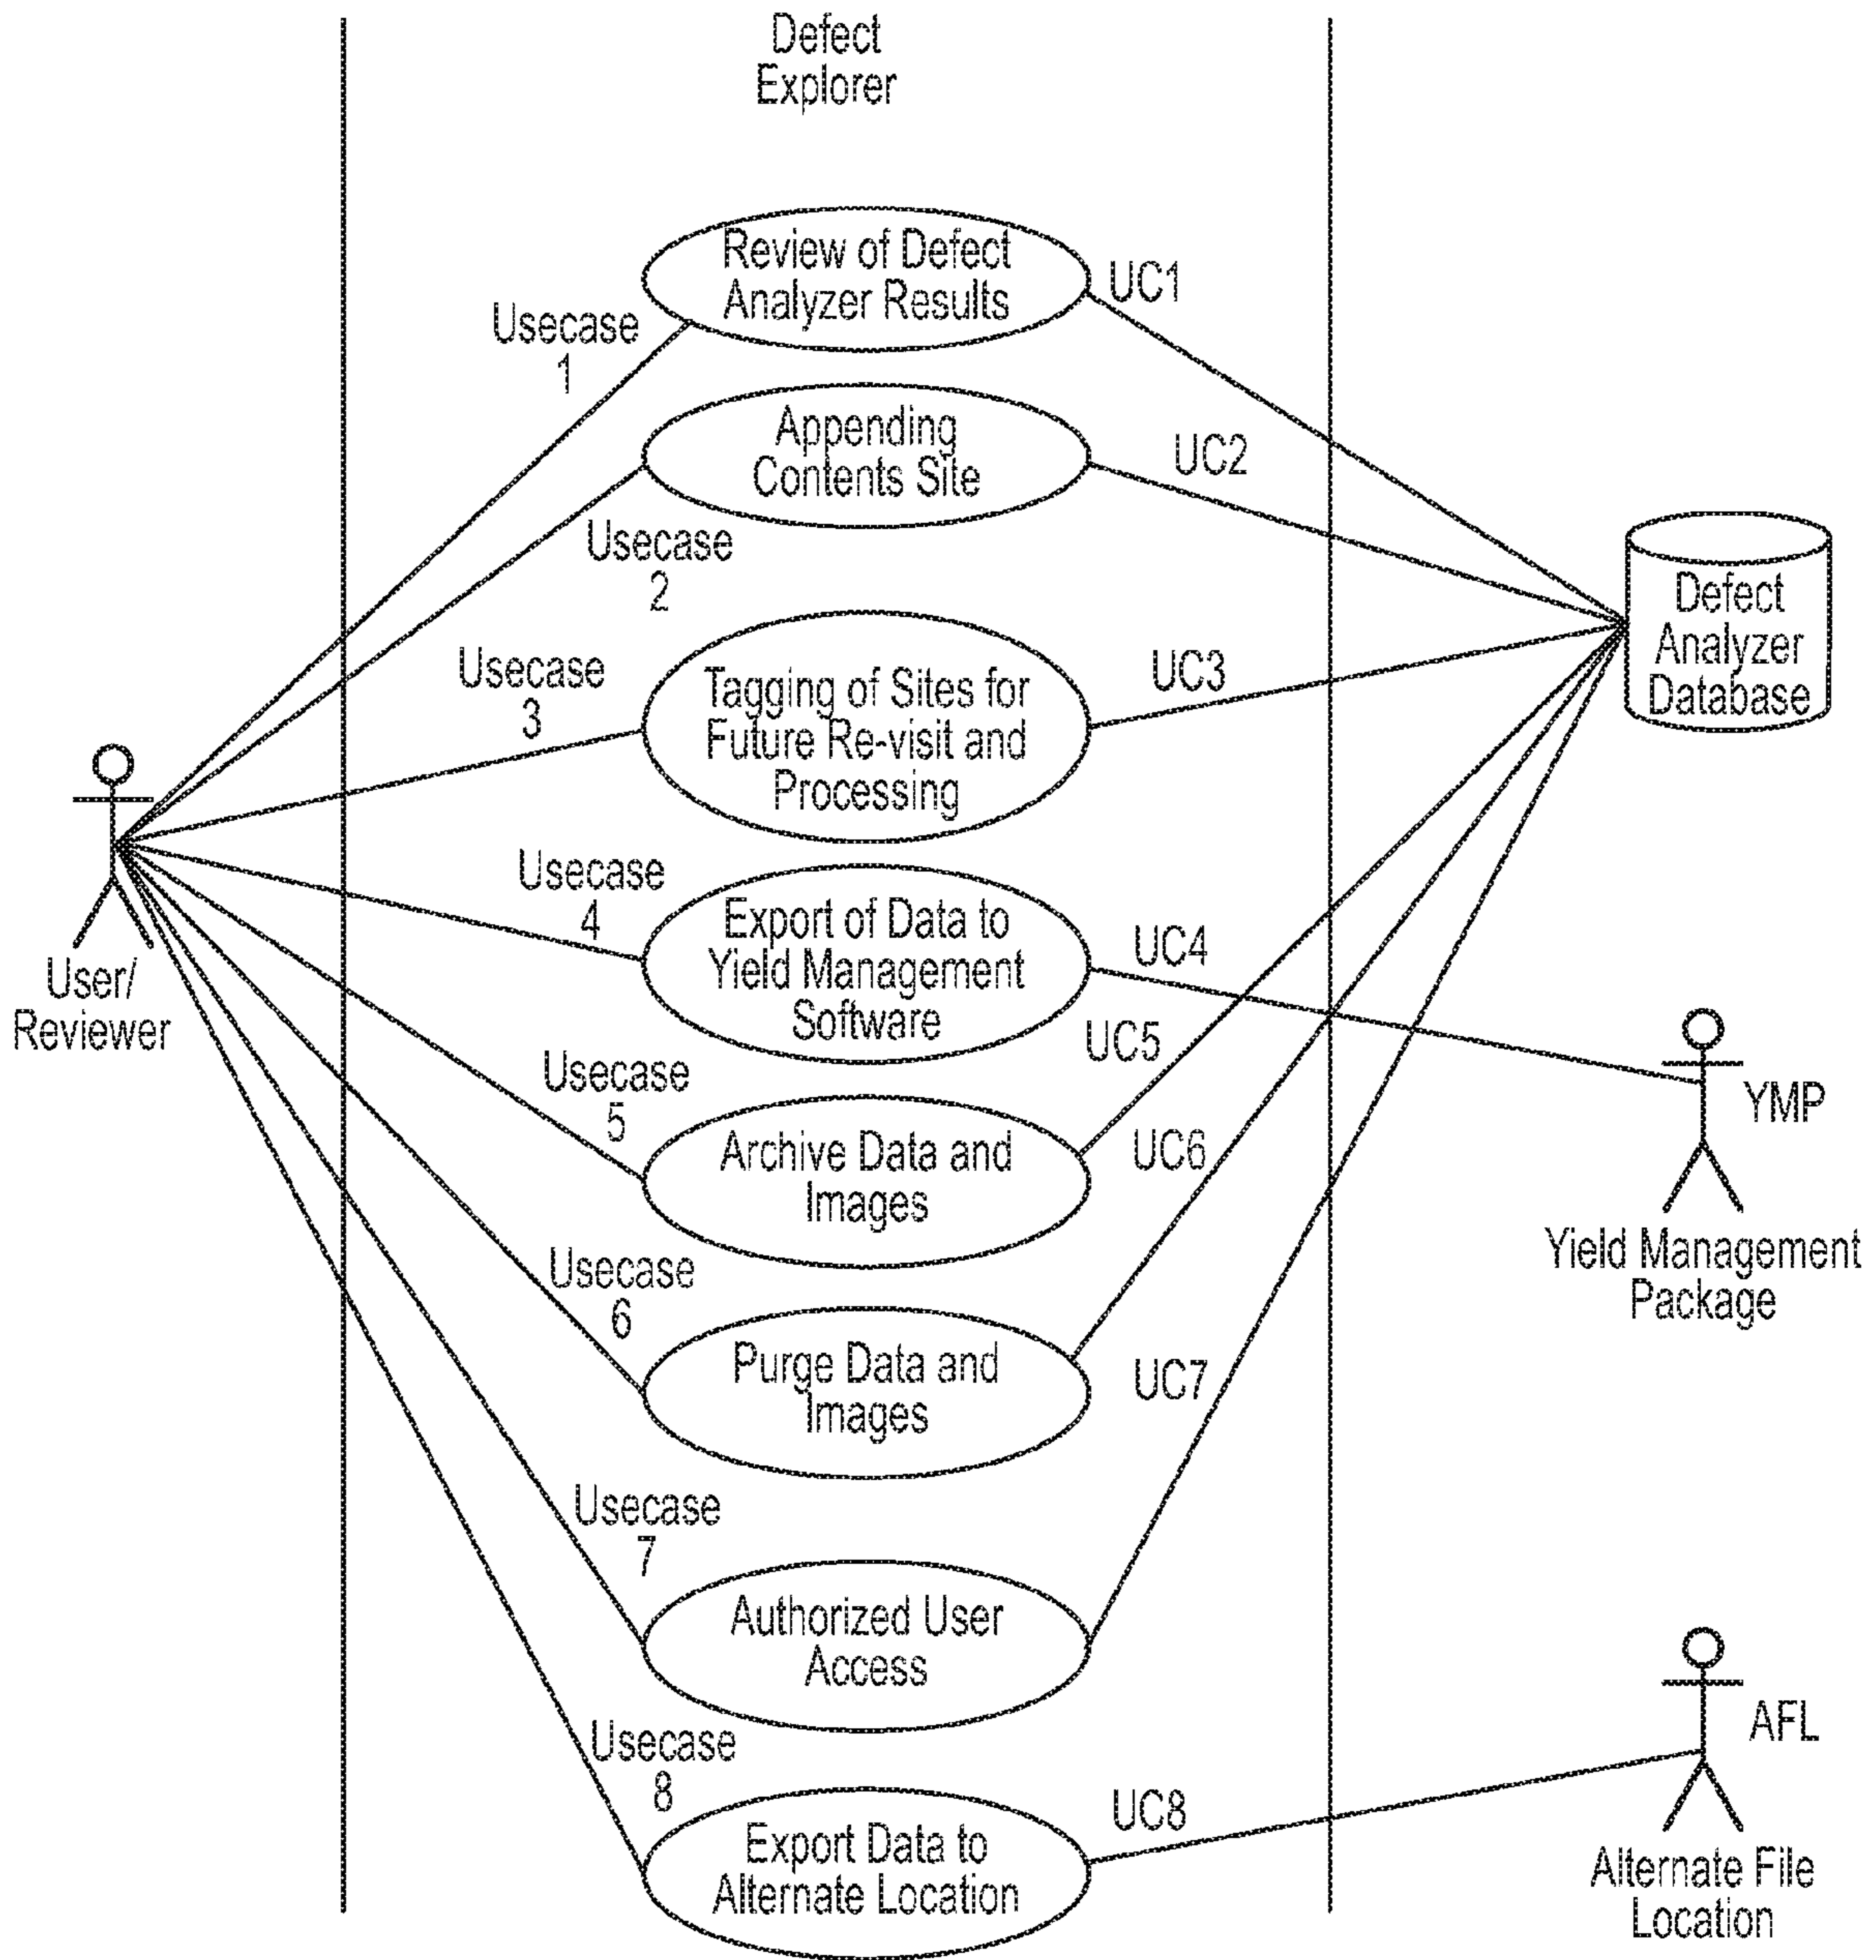 Defect
Explorer
Review of Defect
Analyzer Results
UC1
Usecase
1
Appending
Contents Site
UC2
Usecase
2
Defect
Analyzer
Database
Usecase
3
Tagging of Sites for
Future Re-visit and
Processing
UC3
User/
Reviewer
Usecase
4
Export of Data to
Yield Management
Software
UC4
YMP
Yield Management
Package
Usecase
5
Archive Data and
Images
UC5
Usecase
6
Purge Data and
Images
UC6
Usecase
7
Authorized User
Access
UC7
Usecase
8
Export Data to
Alternate Location
UC8
AFL
Alternate File
Location